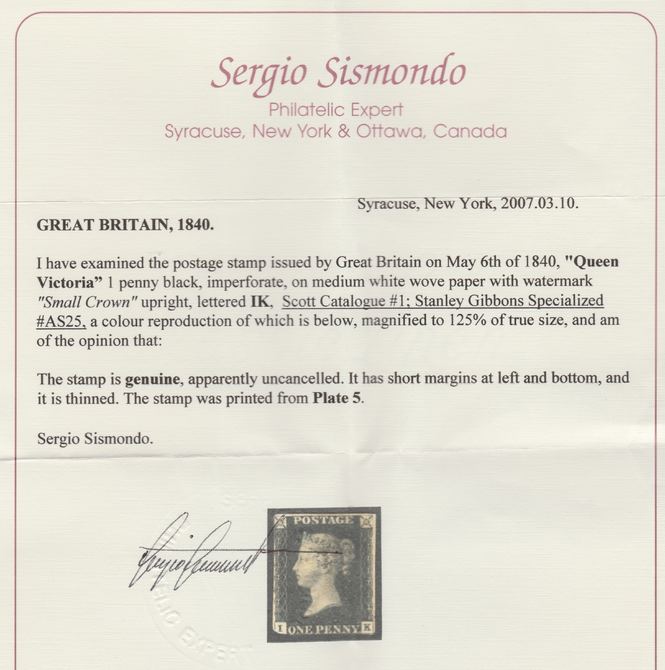 Sergio Sismondo
Philatelic Expert
Syracuse, New York & Ottawa, Canada
Syracuse, New York, 2007.03.10.
GREAT BRITAIN, 1840.
I have examined the postage stamp issued by Great Britain on May 6th of 1840, "Queen
Victoria” 1 penny black, imperforate, on medium white wove paper with watermark
"Small Crown" upright, lettered IK, Scott Catalogue #1; Stanley Gibbons Specialized
#AS25, a colour reproduction of which is below, magnified to 125% of true size, and am
of the opinion that:
The stamp is genuine, apparently uncancelled. It has short margins at left and bottom, and
it is thinned. The stamp was printed from Plate 5.
Sergio Sismondo.
POSTAGE
I ONE PENNY K